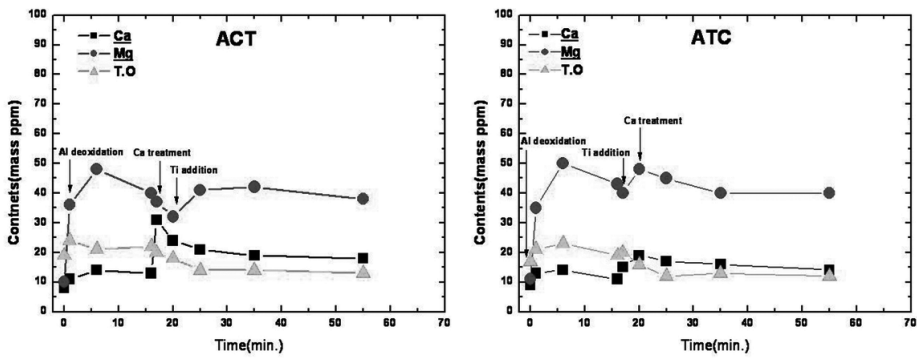 ACT
Ca
Mg
T.O
Al deoxidation
Ca treatment
Ti addition
Contnets(mass ppm)
100
90
80
70
60
50
40
30
20
10
0
0 10 20 30 40 50 60 70
Time(min.)
ATC
Ca
Mg
T.O
Ca treatment
Al deoxidation
Ti addition
Contents(mass ppm)
100
90
80
70
60
50
40
30
20
10
0
0 10 20 30 40 50 60 70
Time(min.)